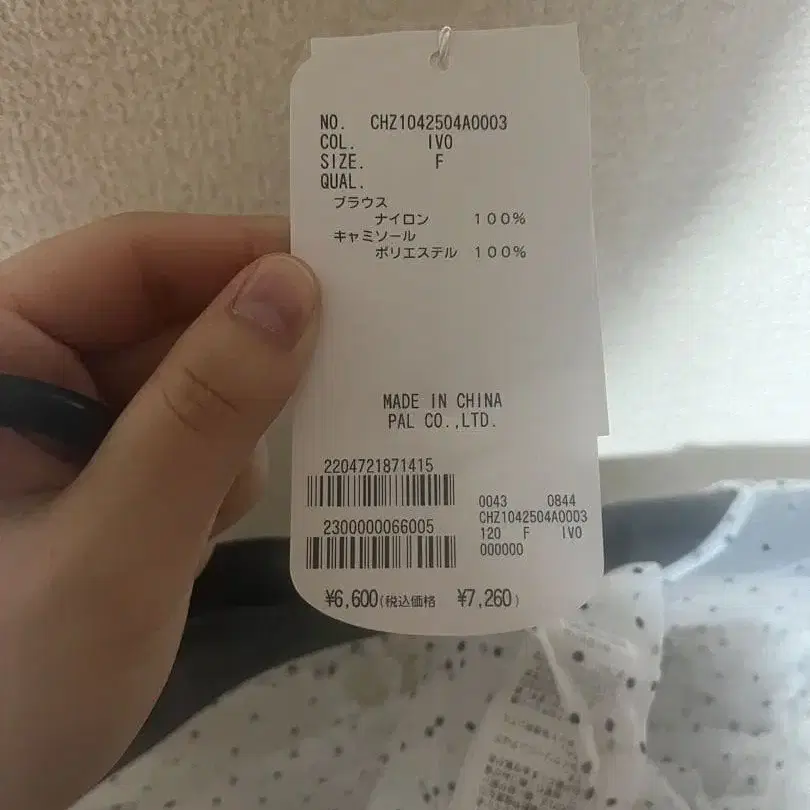 NO. CHZ1042504A0003
COL. IVO
SIZE. F
QUAL.
ブラウス
ナイロン 100%
キャミソール
ポリエステル 100%
MADE IN CHINA
PAL CO.,LTD.
2204721871415
2300000066005
0043 0844
CHZ1042504A0003
120 F IVO
000000
¥6,600(税込価格 ¥7,260)